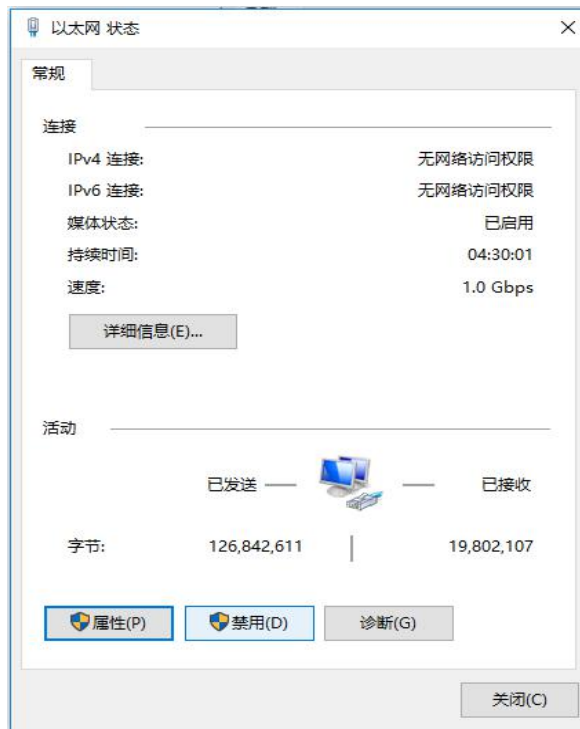 以太网 状态
常规
连接
IPv4 连接: 无网络访问权限
IPv6 连接: 无网络访问权限
媒体状态: 已启用
持续时间: 04:30:01
速度: 1.0 Gbps
详细信息(E)...
活动
已发送 — — 已接收
字节: 126,842,611 19,802,107
属性(P) 禁用(D) 诊断(G)
关闭(C)